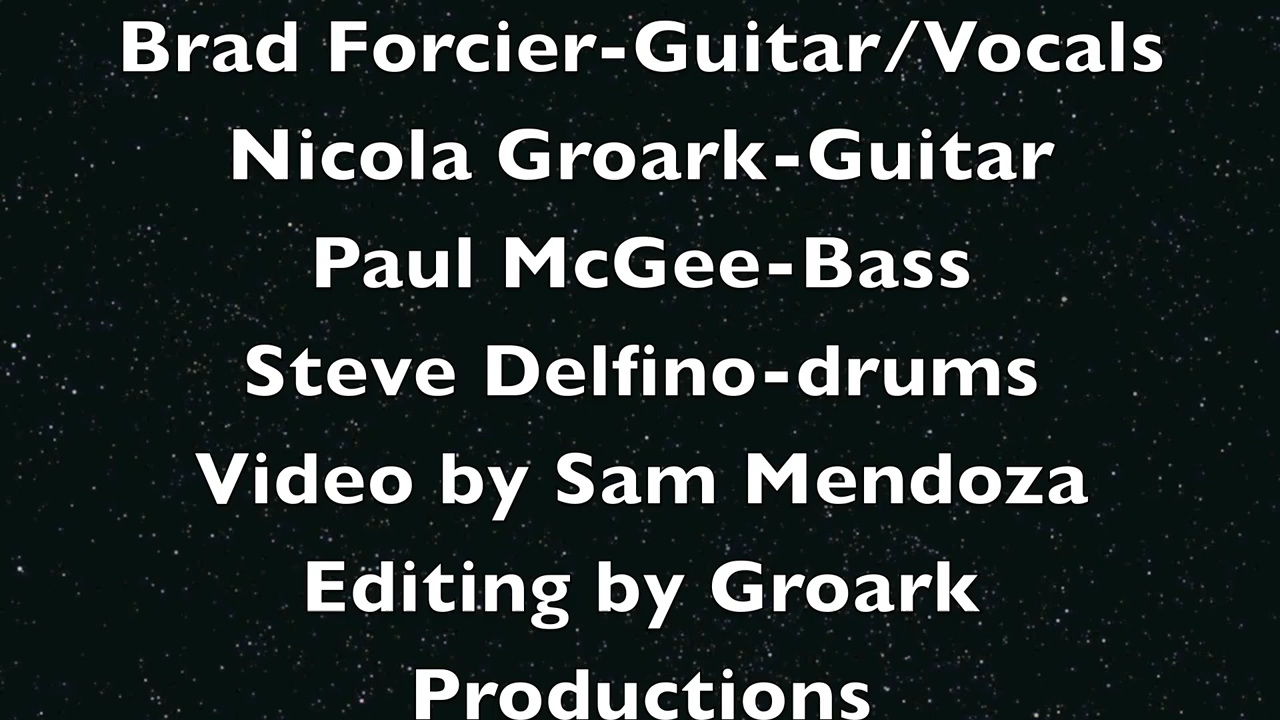 Brad Forcier-Guitar/Vocals
Nicola Groark-Guitar
Paul McGee-Bass
Steve Delfino-drums
Video by Sam Mendoza
Editing by Groark
Productions